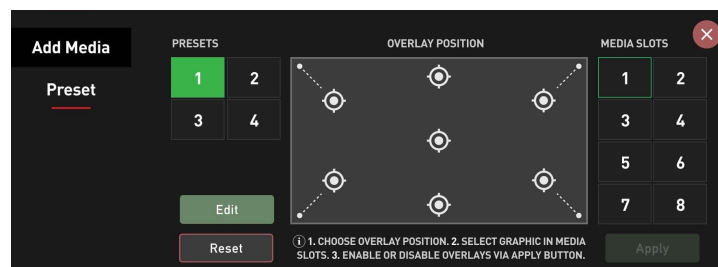 Add Media
Preset
PRESETS
1 2
3 4
Edit
Reset
OVERLAY POSITION
ⓘ 1. CHOOSE OVERLAY POSITION. 2. SELECT GRAPHIC IN MEDIA
SLOTS. 3. ENABLE OR DISABLE OVERLAYS VIA APPLY BUTTON.
MEDIA SLOTS
1 2
3 4
5 6
7 8
Apply